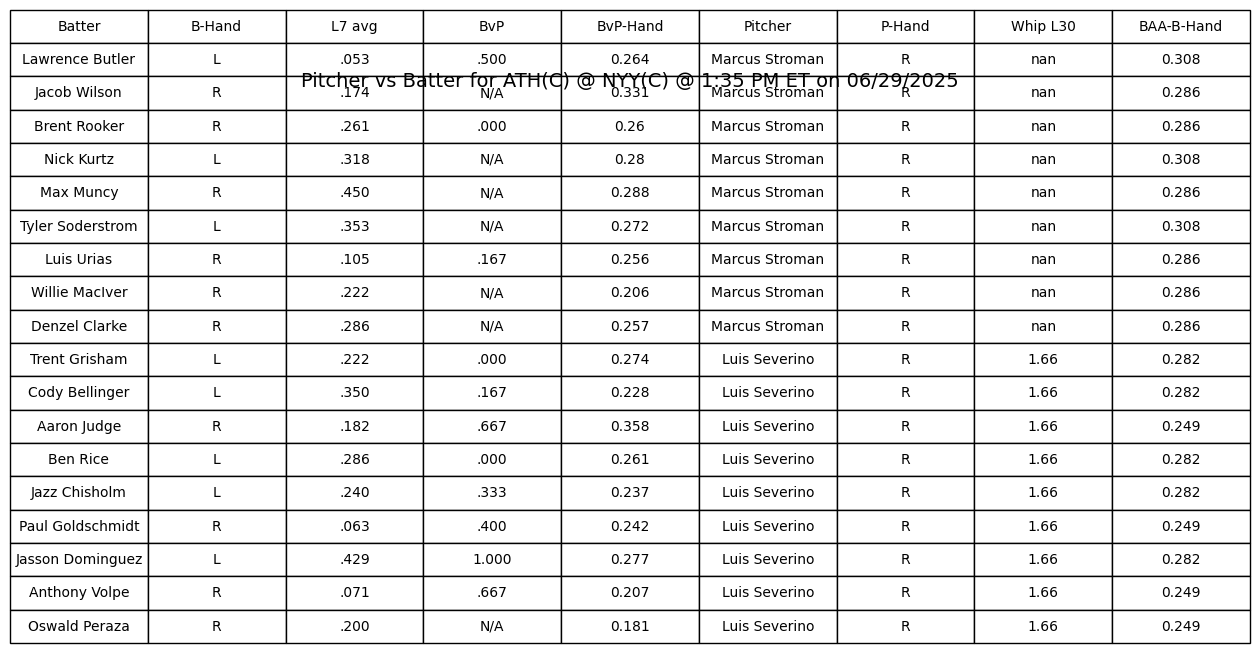 Batter B-Hand L7 avg BvP BvP-Hand Pitcher P-Hand Whip L30 BAA-B-Hand
Lawrence Butler L .053 .500 0.264 Marcus Stroman R nan 0.308
Pitcher vs Batter for ATH(C) @ NYY(C) @ 1:35 PM ET on 06/29/2025
Jacob Wilson R .174 N/A 0.331 Marcus Stroman R nan 0.286
Brent Rooker R .261 .000 0.26 Marcus Stroman R nan 0.286
Nick Kurtz L .318 N/A 0.28 Marcus Stroman R nan 0.308
Max Muncy R .450 N/A 0.288 Marcus Stroman R nan 0.286
Tyler Soderstrom L .353 N/A 0.272 Marcus Stroman R nan 0.308
Luis Urias R .105 .167 0.256 Marcus Stroman R nan 0.286
Willie MacIver R .222 N/A 0.206 Marcus Stroman R nan 0.286
Denzel Clarke R .286 N/A 0.257 Marcus Stroman R nan 0.286
Trent Grisham L .222 .000 0.274 Luis Severino R 1.66 0.282
Cody Bellinger L .350 .167 0.228 Luis Severino R 1.66 0.282
Aaron Judge R .182 .667 0.358 Luis Severino R 1.66 0.249
Ben Rice L .286 .000 0.261 Luis Severino R 1.66 0.282
Jazz Chisholm L .240 .333 0.237 Luis Severino R 1.66 0.282
Paul Goldschmidt R .063 .400 0.242 Luis Severino R 1.66 0.249
Jasson Dominguez L .429 1.000 0.277 Luis Severino R 1.66 0.282
Anthony Volpe R .071 .667 0.207 Luis Severino R 1.66 0.249
Oswald Peraza R .200 N/A 0.181 Luis Severino R 1.66 0.249